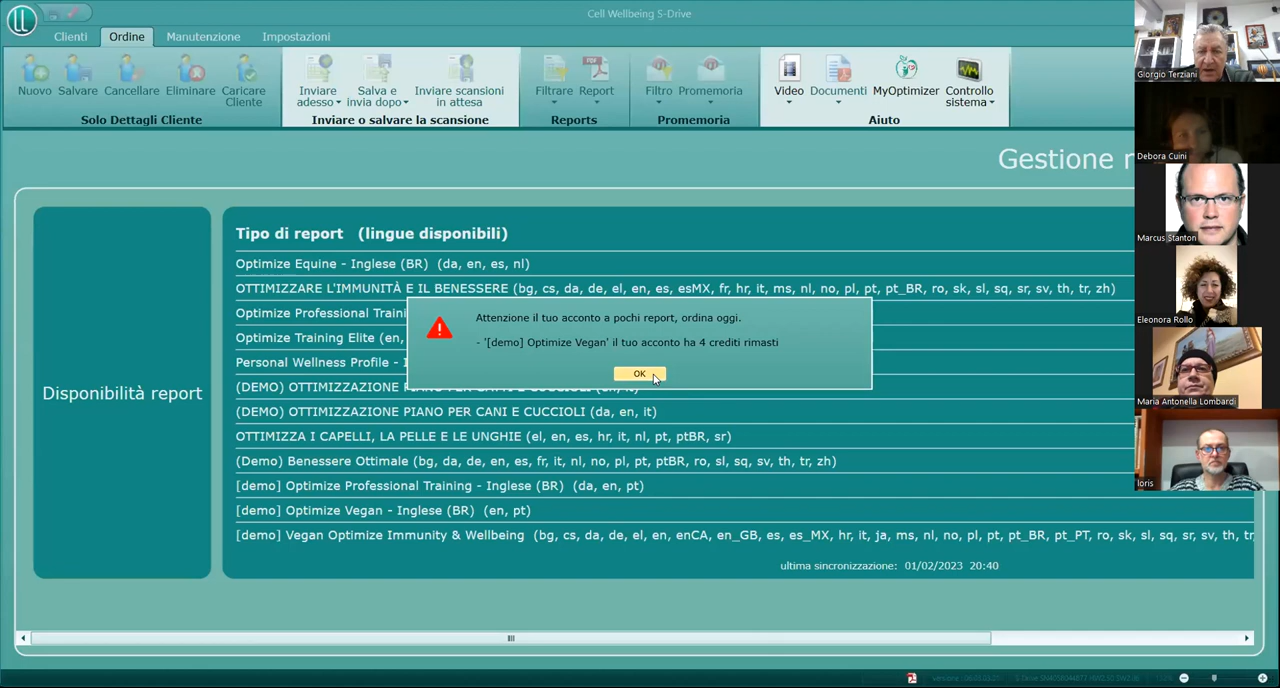 Cell Wellbeing S-Drive
Clienti Ordine Manutenzione Impostazioni
Nuovo Salvare Cancellare Eliminare Caricare Cliente
Solo Dettagli Cliente
Inviare adesso Salva e invia dopo Inviare scansioni in attesa
Inviare o salvare la scansione
Filtrare Report
Reports
Filtro Promemoria
Promemoria
Video Documenti MyOptimizer Controllo sistema
Aiuto
Gestione
Disponibilità report
Tipo di report (lingue disponibili)
Optimize Equine - Inglese (BR) (da, en, es, nl)
OTTIMIZZARE L'IMMUNITÀ E IL BENESSERE (bg, cs, da, de, el, en, es, esMX, fr, hr, it, ms, nl, no, pl, pt, pt_BR, ro, sk, sl, sq, sr, sv, th, tr, zh)
Optimize Professional Traini
Optimize Training Elite (en,
Personal Wellness Profile -
(DEMO) OTTIMIZZAZIONE PIANO PER
(DEMO) OTTIMIZZAZIONE PIANO PER CANI E CUCCIOLI (da, en, it)
OTTIMIZZA I CAPELLI, LA PELLE E LE UNGHIE (el, en, es, hr, it, nl, pt, ptBR, sr)
(Demo) Benessere Ottimale (bg, da, de, en, es, fr, it, nl, no, pl, pt, ptBR, ro, sl, sq, sv, th, tr, zh)
[demo] Optimize Professional Training - Inglese (BR) (da, en, pt)
[demo] Optimize Vegan - Inglese (BR) (en, pt)
[demo] Vegan Optimize Immunity & Wellbeing (bg, cs, da, de, el, en, enCA, en_GB, es, es_MX, hr, it, ja, ms, nl, no, pl, pt, pt_BR, pt_PT, ro, sk, sl, sq, sr, sv, th, tr,
ultima sincronizzazione: 01/02/2023 20:40
Attenzione il tuo acconto a pochi report, ordina oggi.
- '[demo] Optimize Vegan' il tuo acconto ha 4 crediti rimasti
OK
Giorgio Terziani
Debora Cuini
Marcus Stanton
Eleonora Rollo
Maria Antonella Lombardi
loris